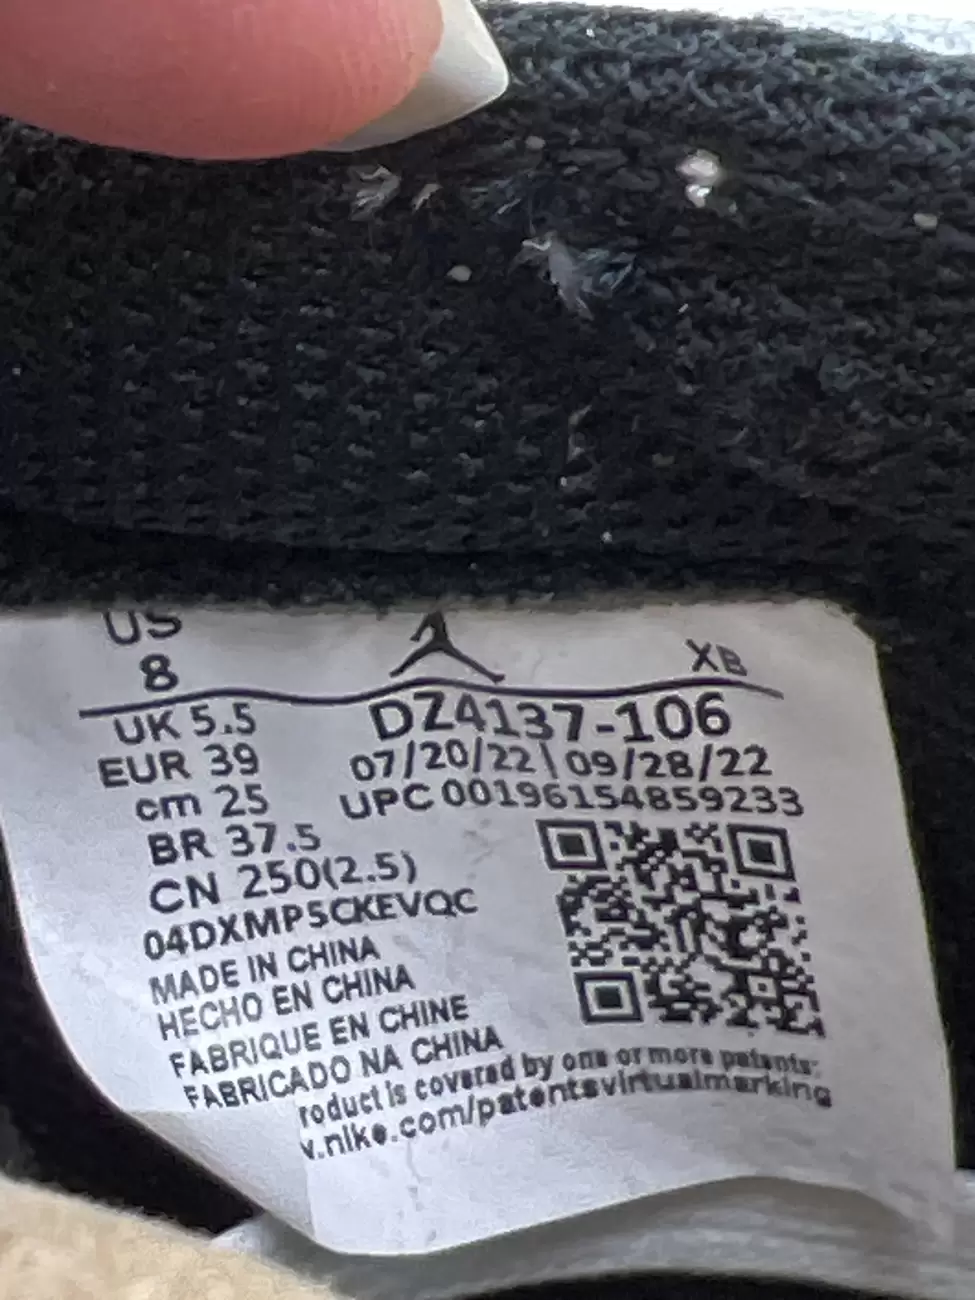 US
8
XB
UK 5.5
EUR 39
cm 25
BR 37.5
CN 250(2.5)
DZ4137-106
07/20/22\09/28/22
UPC 00196154859233
04DXMP5CKEVQC
MADE IN CHINA
HECHO EN CHINA
FABRIQUE EN CHINE
FABRICADO NA CHINA
roduct is covered by one or more patents:
v.nike.com/patentsvirtualmarking